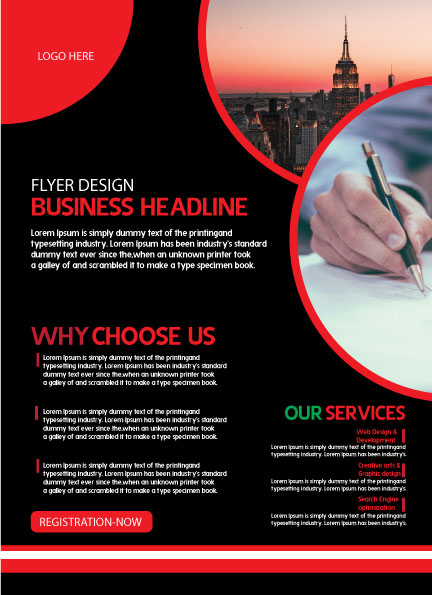 LOGO HERE
FLYER DESIGN
BUSINESS HEADLINE
Lorem Ipsum is simply dummy text of the printingand
typesetting industry. Lorem Ipsum has been industry's standard
dummy text ever since the,when an unknown printer took
a galley of and scrambled it to make a type specimen book.
WHY CHOOSE US
Lorem Ipsum is simply dummy text of the printingand
typesetting industry. Lorem Ipsum has been industry's standard
dummy text ever since the,when an unknown printer took
a galley of and scrambled it to make a type specimen book.
Lorem Ipsum is simply dummy text of the printingand
typesetting industry. Lorem Ipsum has been industry's standard
dummy text ever since the,when an unknown printer took
a galley of and scrambled it to make a type specimen book.
Lorem Ipsum is simply dummy text of the printingand
typesetting industry. Lorem Ipsum has been industry's standard
dummy text ever since the,when an unknown printer took
a galley of and scrambled it to make a type specimen book.
REGISTRATION-NOW
OUR SERVICES
Web Design &
Development
Lorem Ipsum is simply dummy text of the printingand
typesetting industry. Lorem Ipsum has been industry's.
Creative arts &
Graphic design
Lorem Ipsum is simply dummy text of the printingand
typesetting industry. Lorem Ipsum has been industry's.
Search Engine
optimization
Lorem Ipsum is simply dummy text of the printingand
typesetting industry. Lorem Ipsum has been industry's.